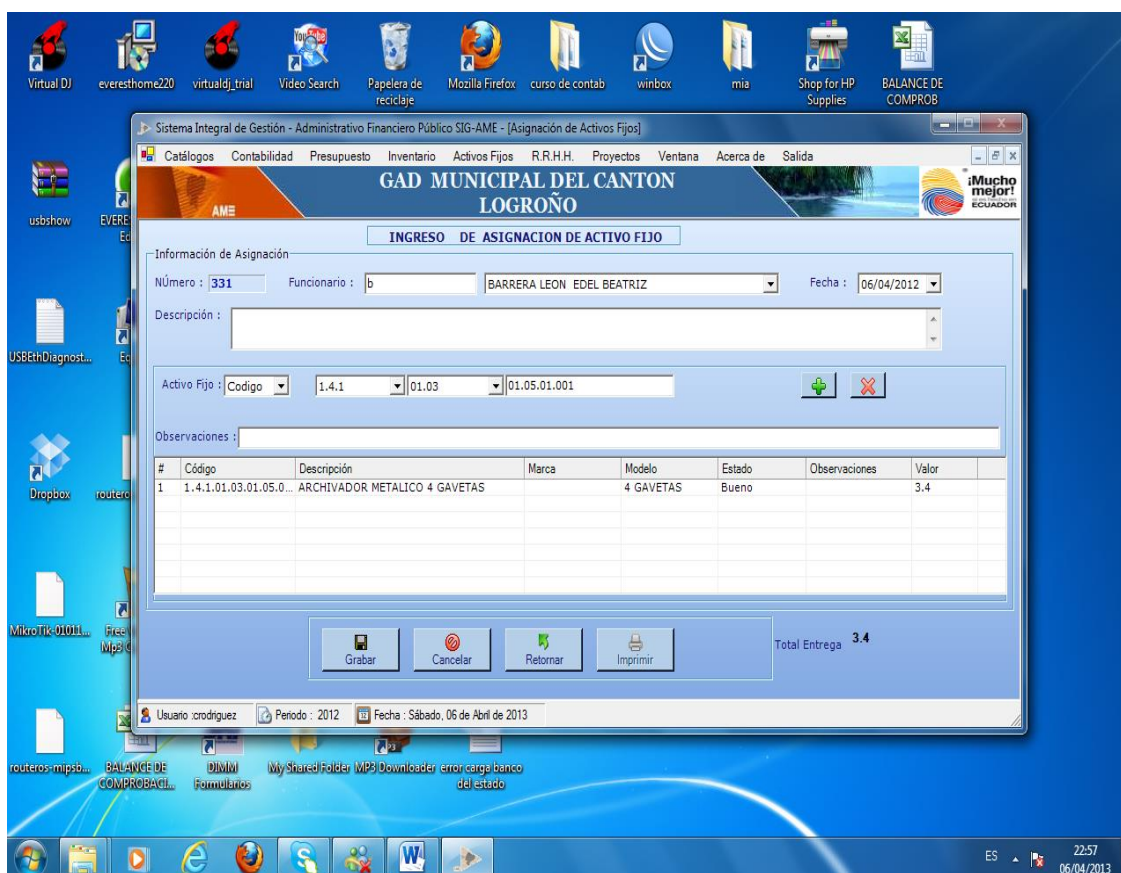 Virtual DJ
everesthome220
virtualdj_trial
Video Search
Papelera de
reciclaje
Mozilla Firefox
curso de contab
winbox
mia
Shop for HP
Supplies
BALANCE DE
COMPROB
Sistema Integral de Gestión - Administrativo Financiero Público SIG-AME - [Asignación de Activos Fijos]
Catálogos Contabilidad Presupuesto Inventario Activos Fijos R.R.H.H. Proyectos Ventana Acerca de Salida
AME
GAD MUNICIPAL DEL CANTON
LOGROÑO
¡Mucho
mejor!
ECUADOR
usbshow
EVERE
Ed
INGRESO DE ASIGNACION DE ACTIVO FIJO
Información de Asignación
NÚmero : 331 Funcionario : b BARRERA LEON EDEL BEATRIZ Fecha : 06/04/2012
Descripción :
USBEthDiagnost...
Eq
Activo Fijo : Codigo 1.4.1 01.03 01.05.01.001
Observaciones :
# Código Descripción Marca Modelo Estado Observaciones Valor
1 1.4.1.01.03.01.05.0... ARCHIVADOR METALICO 4 GAVETAS 4 GAVETAS Bueno 3.4
Dropbox
routero
MikroTik-01011...
Free
Mp3 C
Grabar Cancelar Retornar Imprimir
Total Entrega 3.4
Usuario :crodriguez Periodo : 2012 Fecha : Sábado, 06 de Abril de 2013
routeros-mipsb...
BALANCE DE
COMPROBACI...
DIMM
Formularios
My Shared Folder
MP3 Downloader
error carga banco
del estado
ES
22:57
06/04/2013